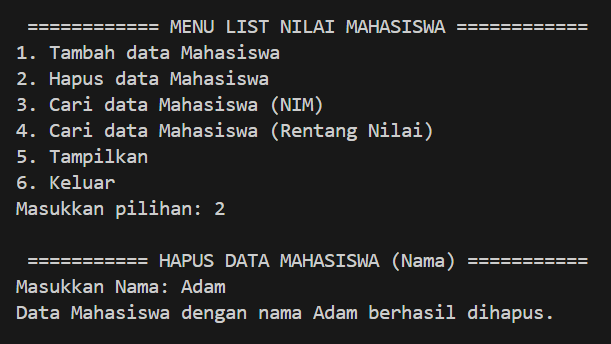 ============ MENU LIST NILAI MAHASISWA ============
1. Tambah data Mahasiswa
2. Hapus data Mahasiswa
3. Cari data Mahasiswa (NIM)
4. Cari data Mahasiswa (Rentang Nilai)
5. Tampilkan
6. Keluar
Masukkan pilihan: 2
=========== HAPUS DATA MAHASISWA (Nama) ===========
Masukkan Nama: Adam
Data Mahasiswa dengan nama Adam berhasil dihapus.